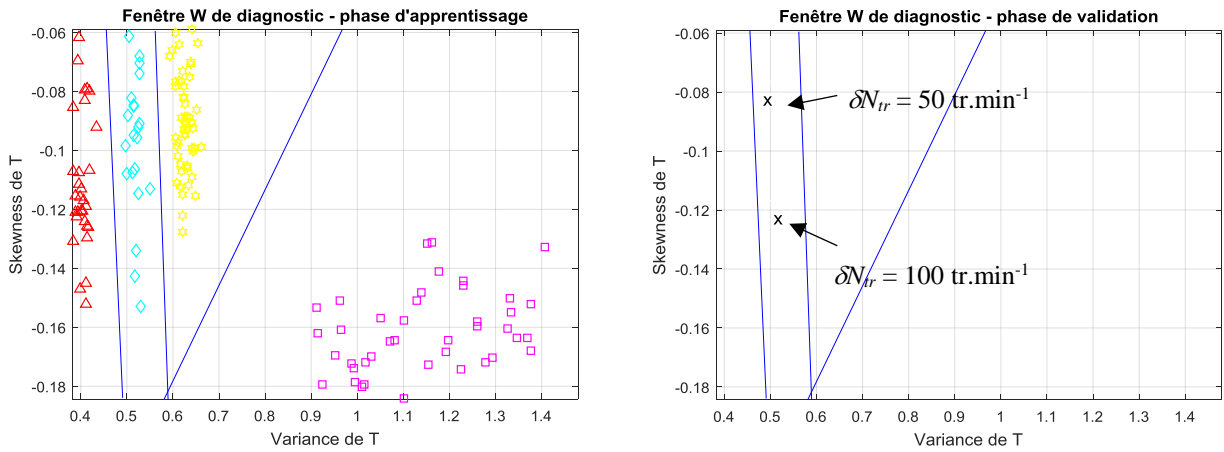 Fenêtre W de diagnostic - phase d'apprentissage
-0.06
-0.08
-0.1
-0.12
-0.14
-0.16
-0.18
Skewness de T
0.4 0.5 0.6 0.7 0.8 0.9 1 1.1 1.2 1.3 1.4
Variance de T
Fenêtre W de diagnostic - phase de validation
-0.06
-0.08
-0.1
-0.12
-0.14
-0.16
-0.18
Skewness de T
x
δNtr = 50 tr.min-1
x
δNtr = 100 tr.min-1
0.4 0.5 0.6 0.7 0.8 0.9 1 1.1 1.2 1.3 1.4
Variance de T